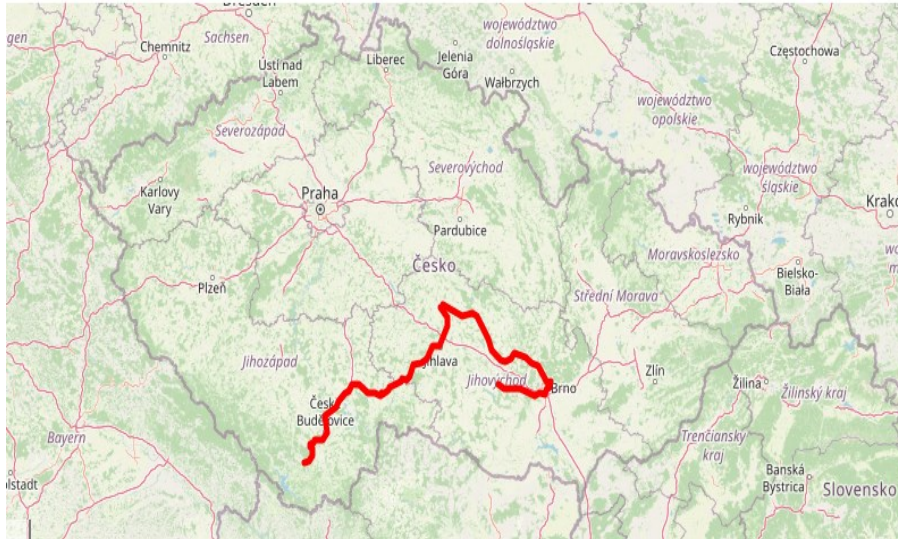 Dresden
województwo
dolnośląskie
gen
Sachsen
Chemnitz
Jelenia
Góra
Częstochowa
Liberec
Ústí nad
Labem
Wałbrzych
województwo
opolskie
Severozápad
Severovýchod
województwo
śląskie
Karlovy
Vary
Praha
Krako
Rybnik
Pardubice
Moravskoslezsko
Česko
Bielsko-
Biała
Plzeň
Střední Morava
Jihozápad
Jihlava
Zlín
Jihovýchod
Brno
Žilina
Žilinský kraj
České
Budějovice
Bayern
Trenčiansky
kraj
Banská
Bystrica
olstadt
Slovensko